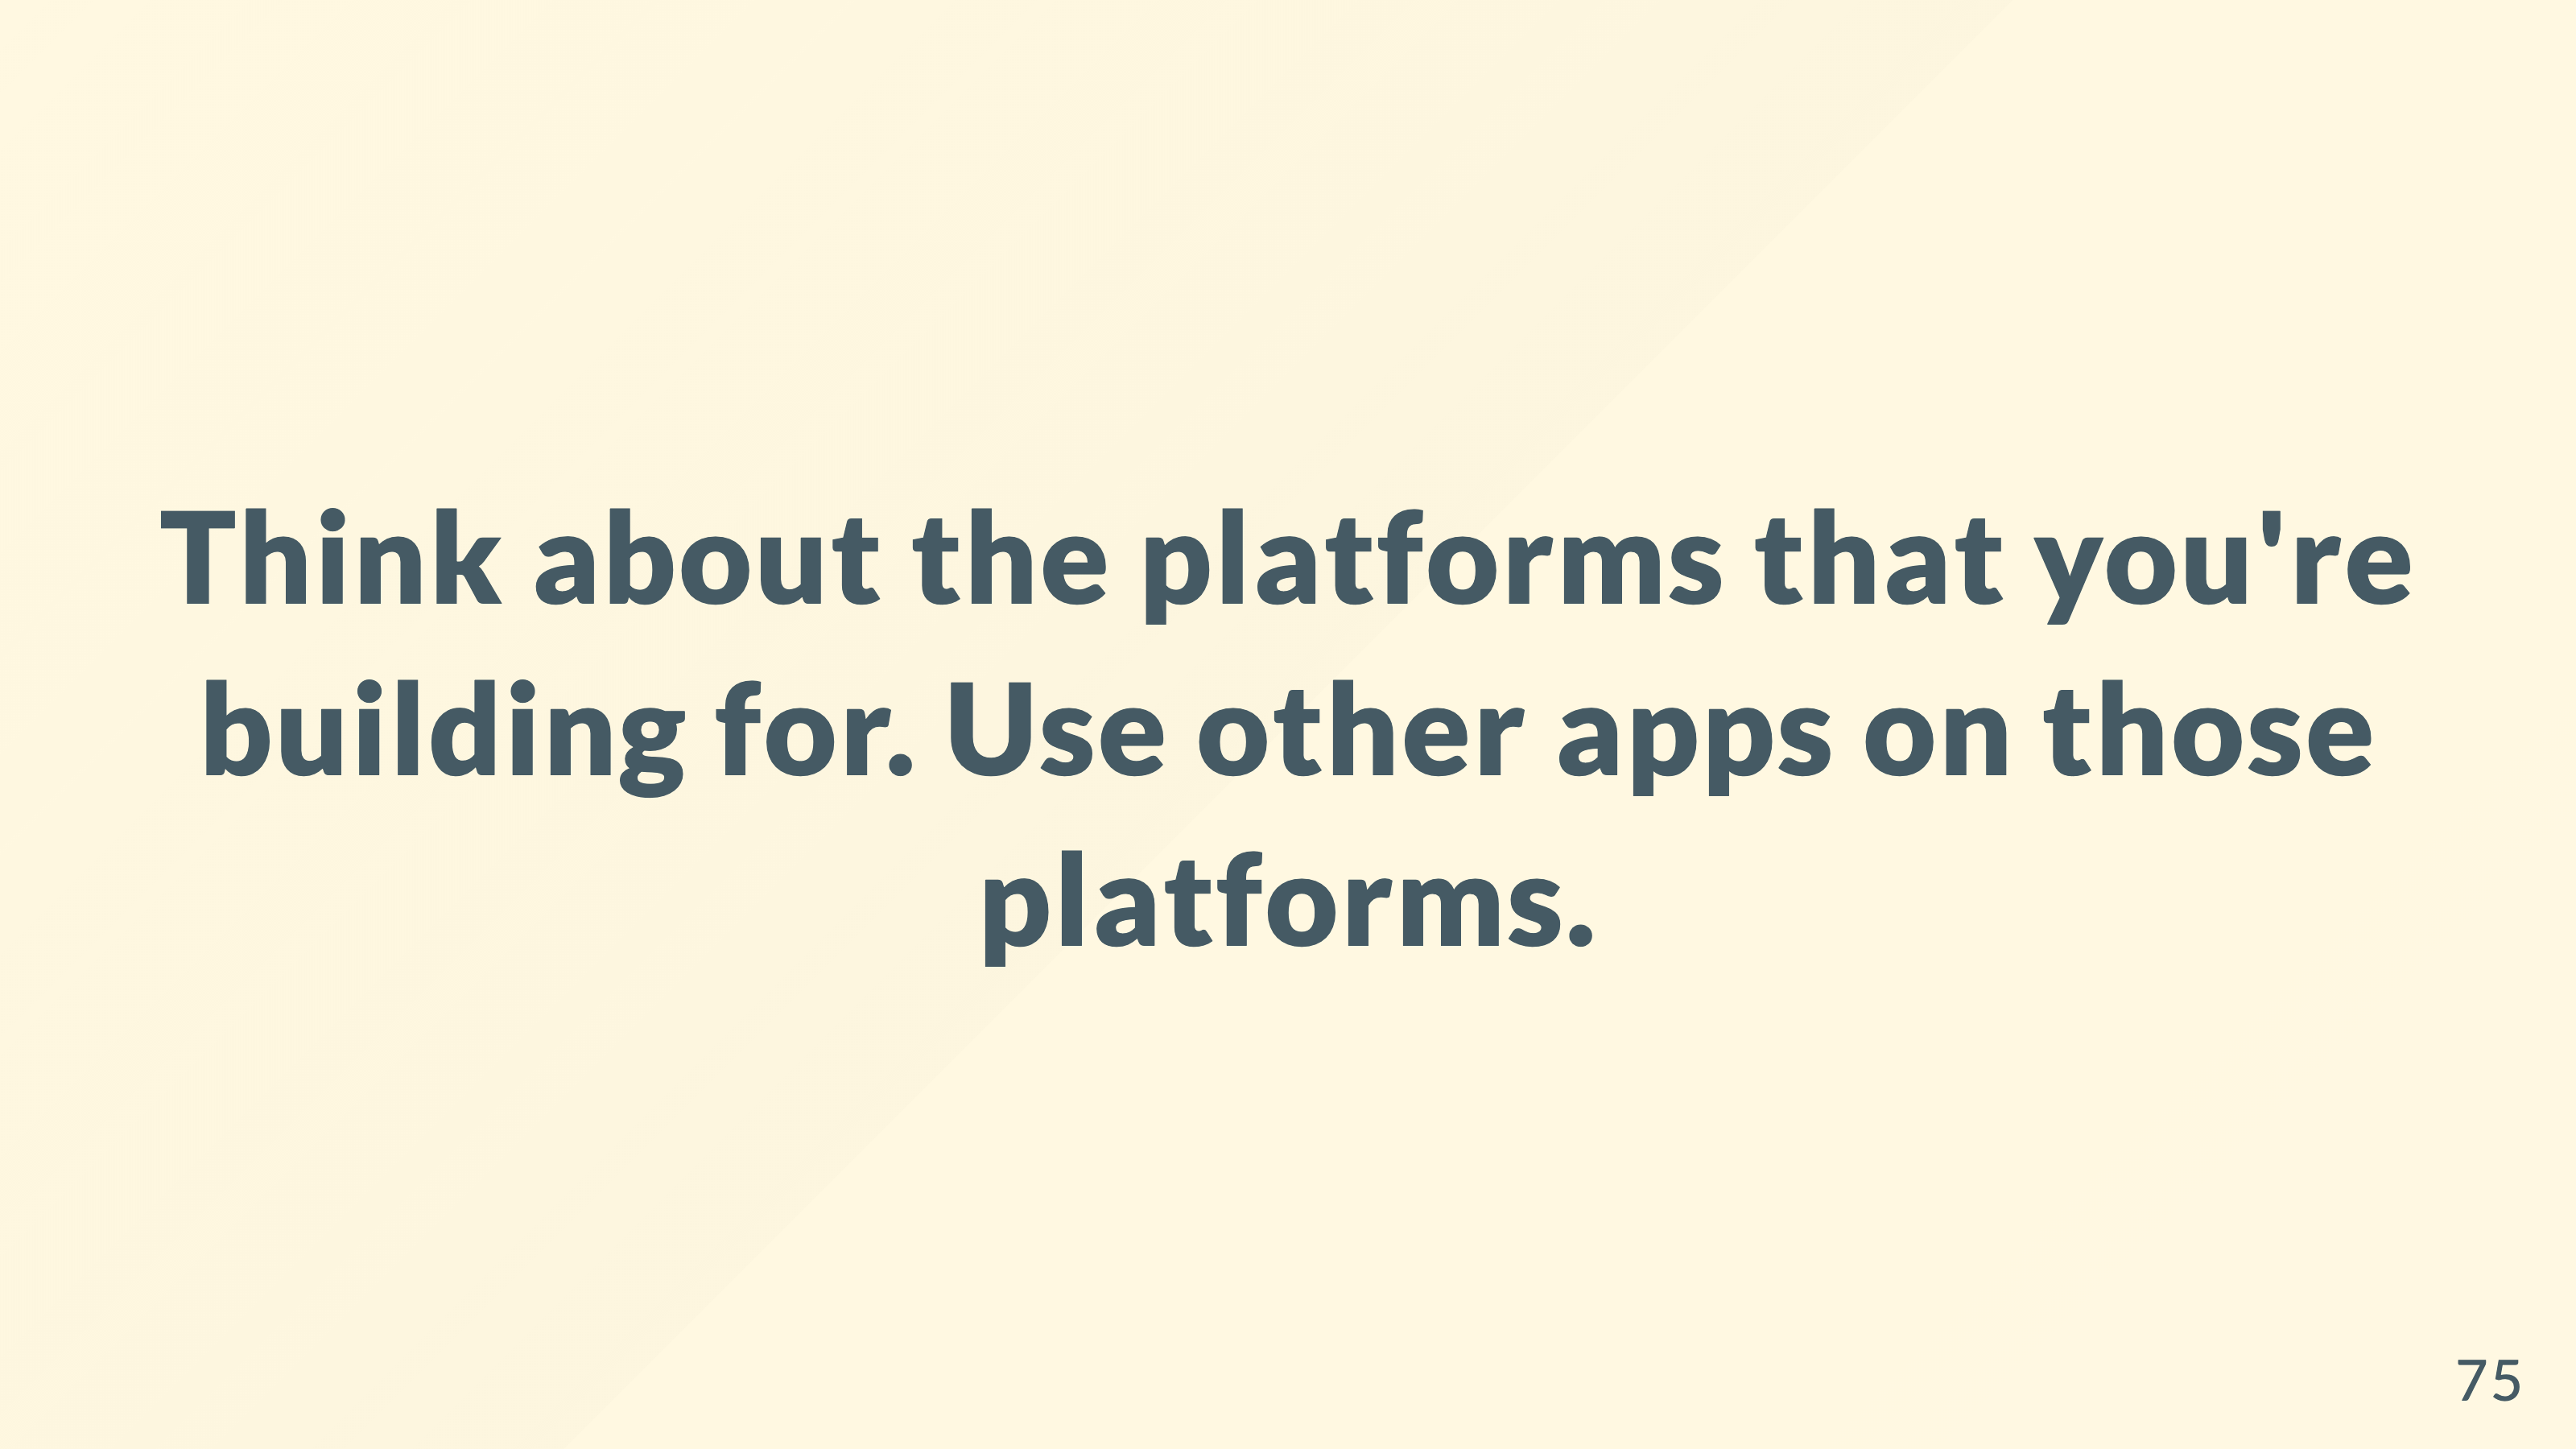 Think about the platforms that you're
building for. Use other apps on those
platforms.
75